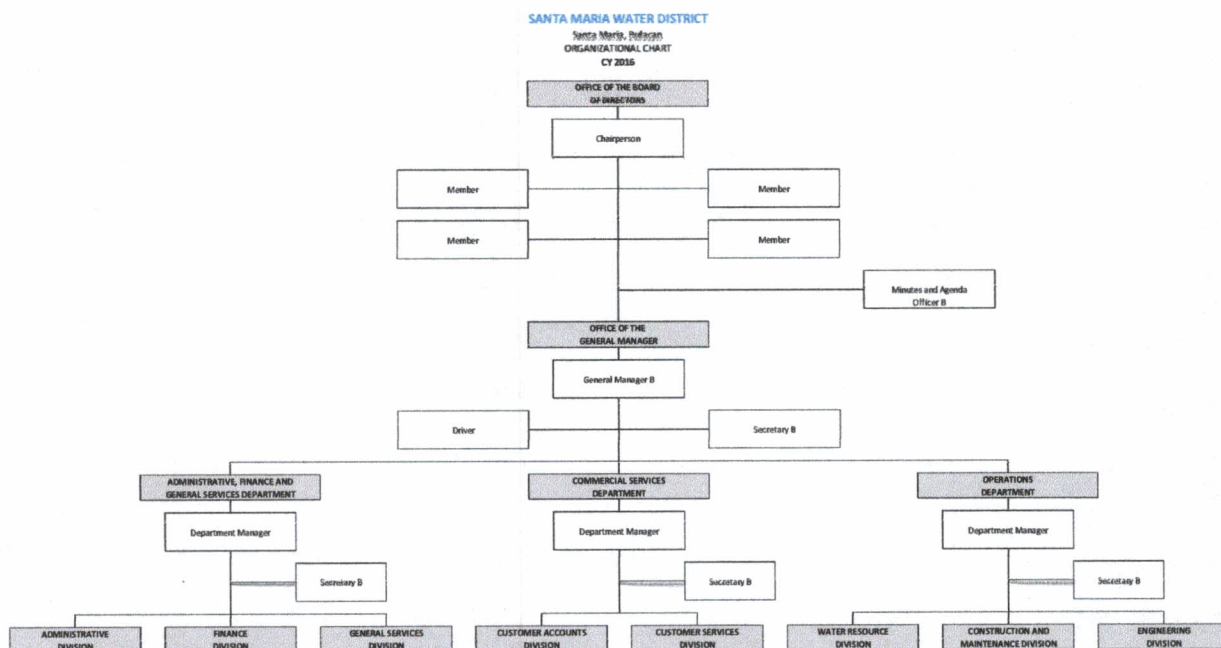 SANTA MARIA WATER DISTRICT
Santa Maria, Bulacan
ORGANIZATIONAL CHART
CY 2016
OFFICE OF THE BOARD
OF DIRECTORS
Chairperson
Member
Member
Member
Member
Minutes and Agenda
Officer B
OFFICE OF THE
GENERAL MANAGER
General Manager B
Driver
Secretary B
ADMINISTRATIVE, FINANCE AND
GENERAL SERVICES DEPARTMENT
COMMERCIAL SERVICES
DEPARTMENT
OPERATIONS
DEPARTMENT
Department Manager
Department Manager
Department Manager
Secretary B
Secretary B
Secretary B
ADMINISTRATIVE
DIVISION
FINANCE
DIVISION
GENERAL SERVICES
DIVISION
CUSTOMER ACCOUNTS
DIVISION
CUSTOMER SERVICES
DIVISION
WATER RESOURCE
DIVISION
CONSTRUCTION AND
MAINTENANCE DIVISION
ENGINEERING
DIVISION